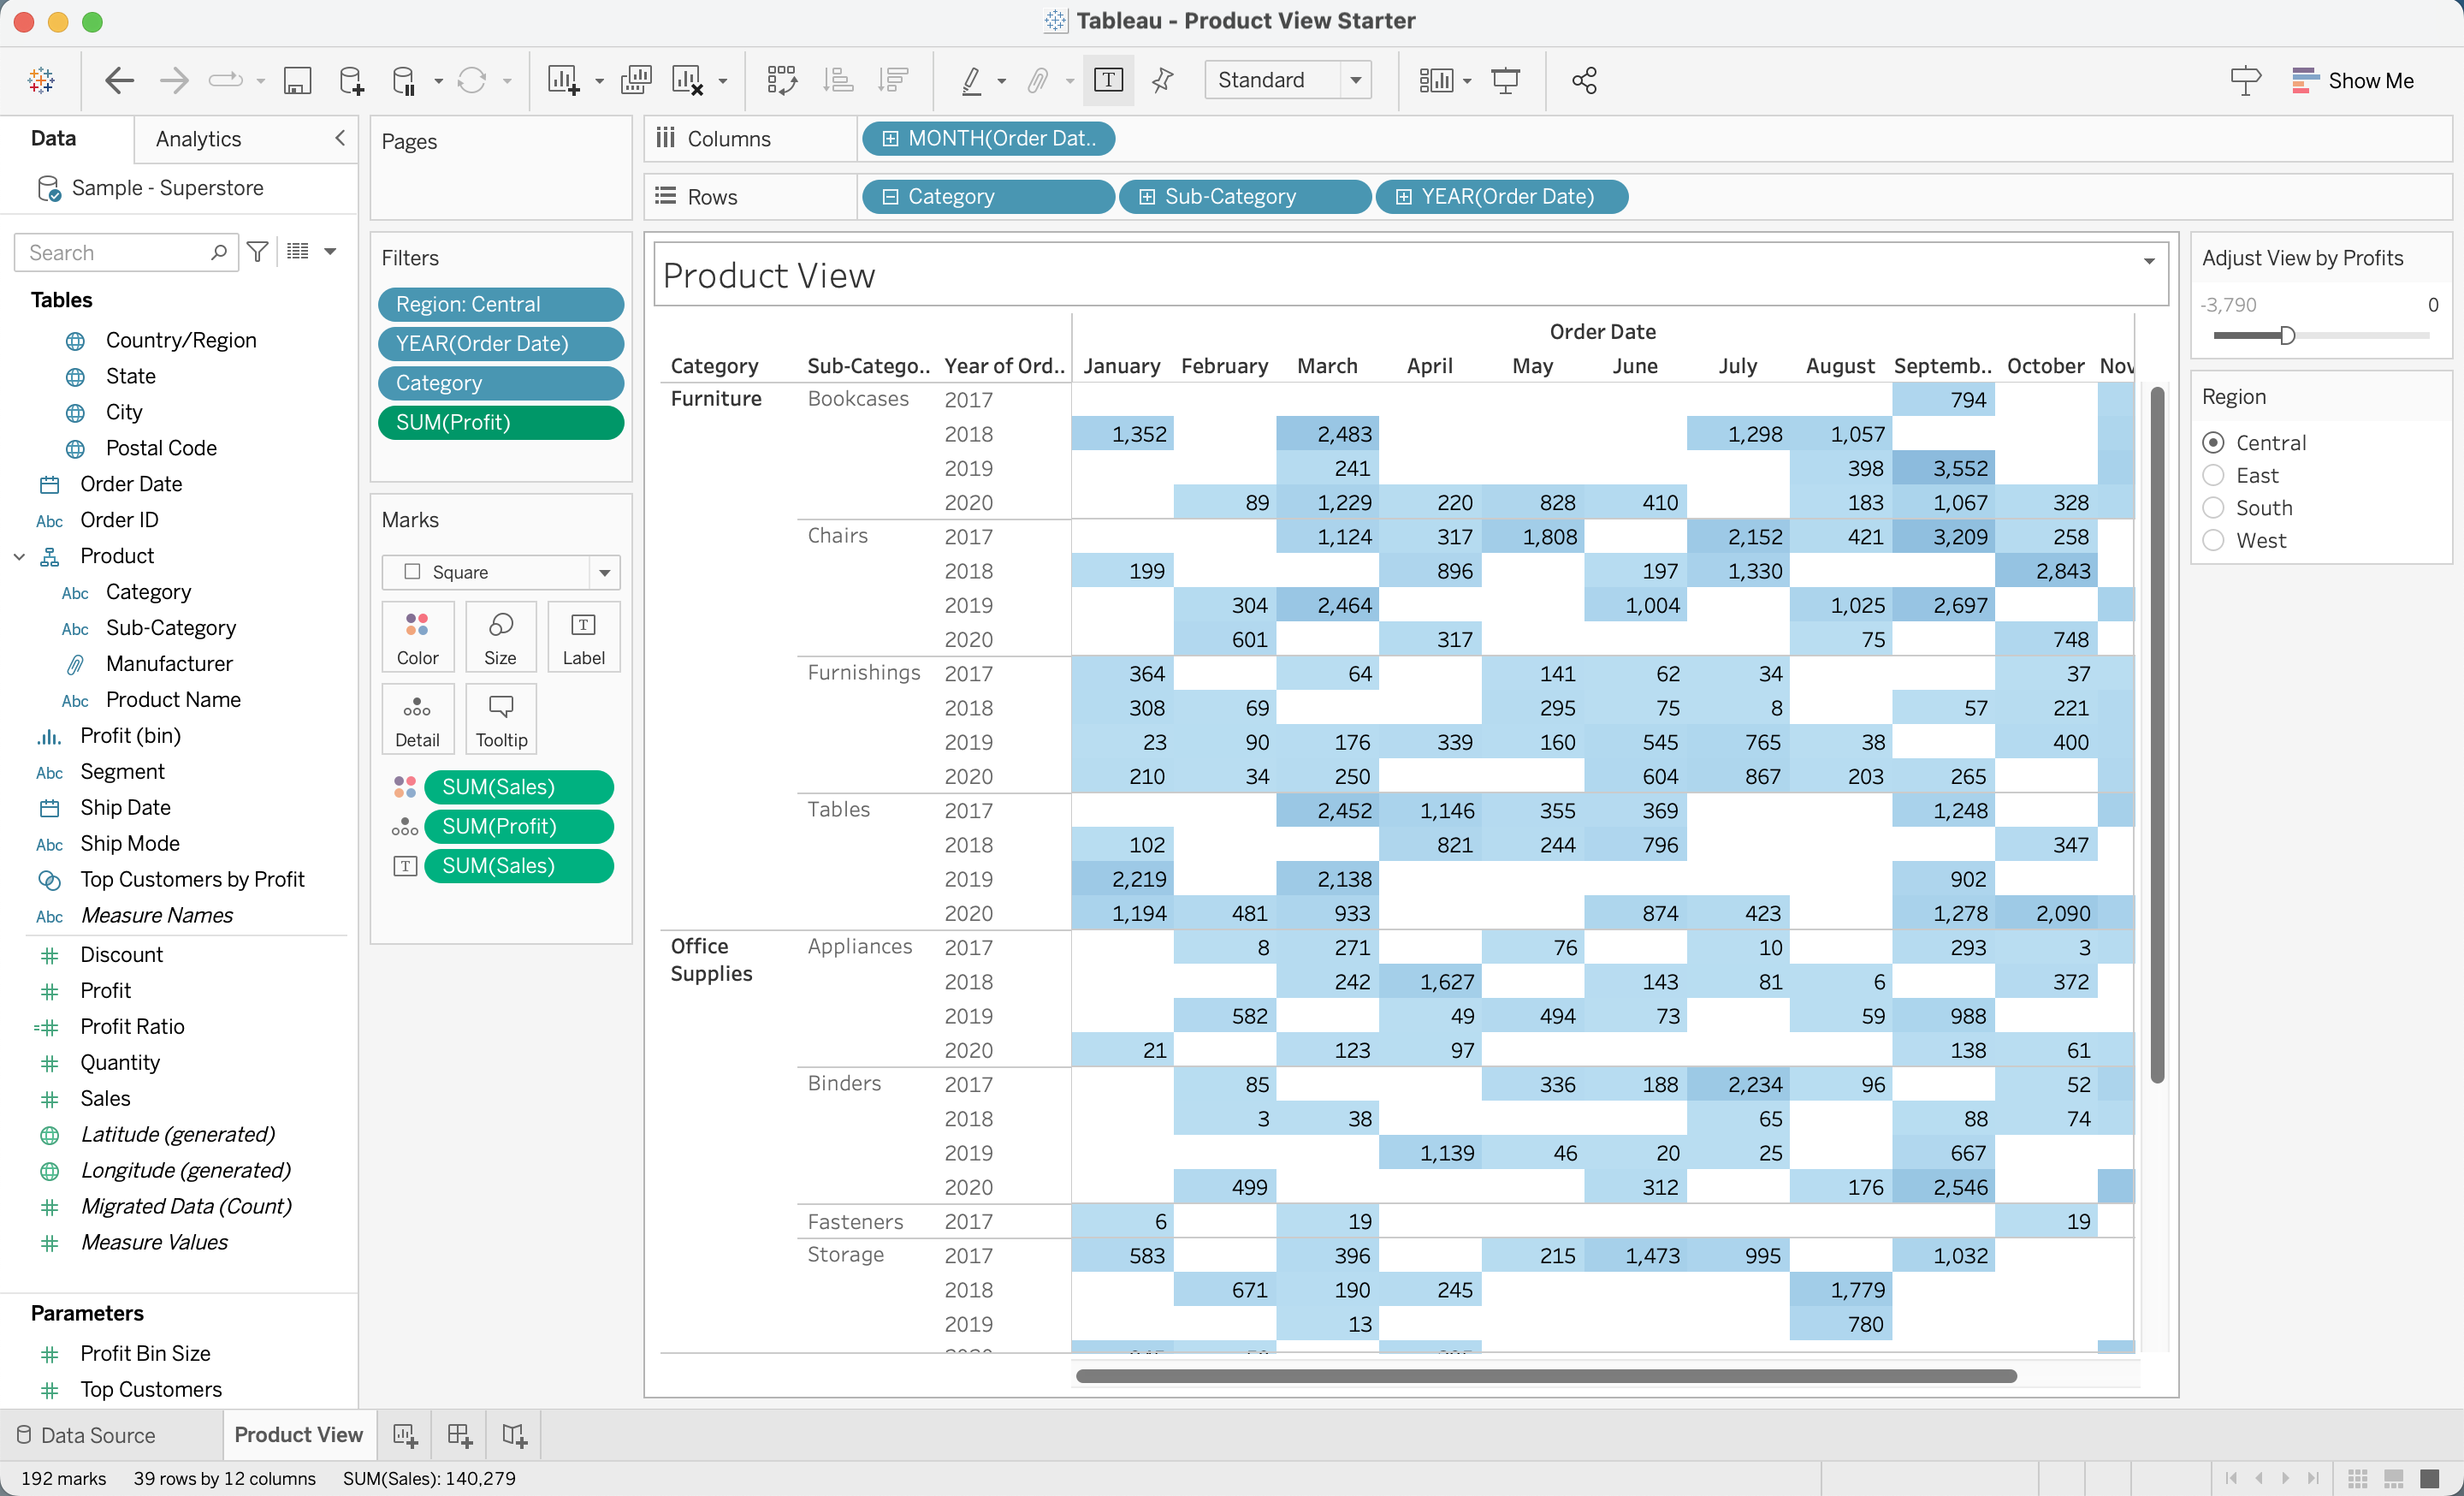 Tableau - Product View Starter
Standard
Show Me
Data Analytics
Sample - Superstore
Search
Tables
Country/Region
State
City
Postal Code
Order Date
Abc Order ID
Product
Abc Category
Abc Sub-Category
Manufacturer
Abc Product Name
Profit (bin)
Abc Segment
Ship Date
Abc Ship Mode
Top Customers by Profit
Abc Measure Names
Discount
Profit
Profit Ratio
Quantity
Sales
Latitude (generated)
Longitude (generated)
Migrated Data (Count)
Measure Values
Parameters
Profit Bin Size
Top Customers
Pages
Filters
Region: Central
YEAR(Order Date)
Category
SUM(Profit)
Marks
Square
Color Size Label
Detail Tooltip
SUM(Sales)
SUM(Profit)
SUM(Sales)
Columns MONTH(Order Dat..
Rows Category Sub-Category YEAR(Order Date)
Product View
Order Date
Category Sub-Catego.. Year of Ord.. January February March April May June July August Septemb.. October Nov
Furniture Bookcases 2017 794
2018 1,352 2,483 1,298 1,057
2019 241 398 3,552
2020 89 1,229 220 828 410 183 1,067 328
Chairs 2017 1,124 317 1,808 2,152 421 3,209 258
2018 199 896 197 1,330 2,843
2019 304 2,464 1,004 1,025 2,697
2020 601 317 75 748
Furnishings 2017 364 64 141 62 34 37
2018 308 69 295 75 8 57 221
2019 23 90 176 339 160 545 765 38 400
2020 210 34 250 604 867 203 265
Tables 2017 2,452 1,146 355 369 1,248
2018 102 821 244 796 347
2019 2,219 2,138 902
2020 1,194 481 933 874 423 1,278 2,090
Office Supplies Appliances 2017 8 271 76 10 293 3
2018 242 1,627 143 81 6 372
2019 582 49 494 73 59 988
2020 21 123 97 138 61
Binders 2017 85 336 188 2,234 96 52
2018 3 38 65 88 74
2019 1,139 46 20 25 667
2020 499 312 176 2,546
Fasteners 2017 6 19 19
Storage 2017 583 396 215 1,473 995 1,032
2018 671 190 245 1,779
2019 13 780
Adjust View by Profits
-3,790 0
Region
Central
East
South
West
Data Source Product View
192 marks 39 rows by 12 columns SUM(Sales): 140,279